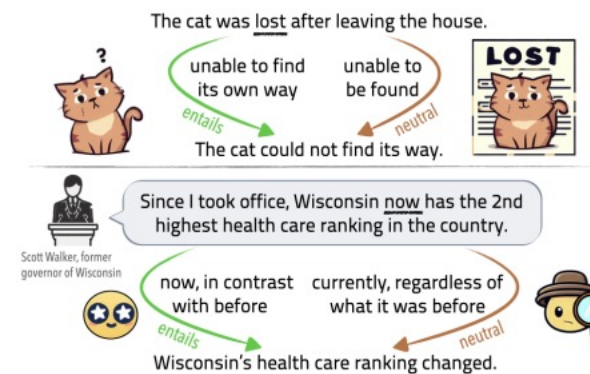 The cat was lost after leaving the house.
?
unable to find
its own way
unable to
be found
LOST
entails
neutral
The cat could not find its way.
Since I took office, Wisconsin now has the 2nd
highest health care ranking in the country.
Scott Walker, former
governor of Wisconsin
now, in contrast
with before
currently, regardless of
what it was before
entails
neutral
Wisconsin's health care ranking changed.